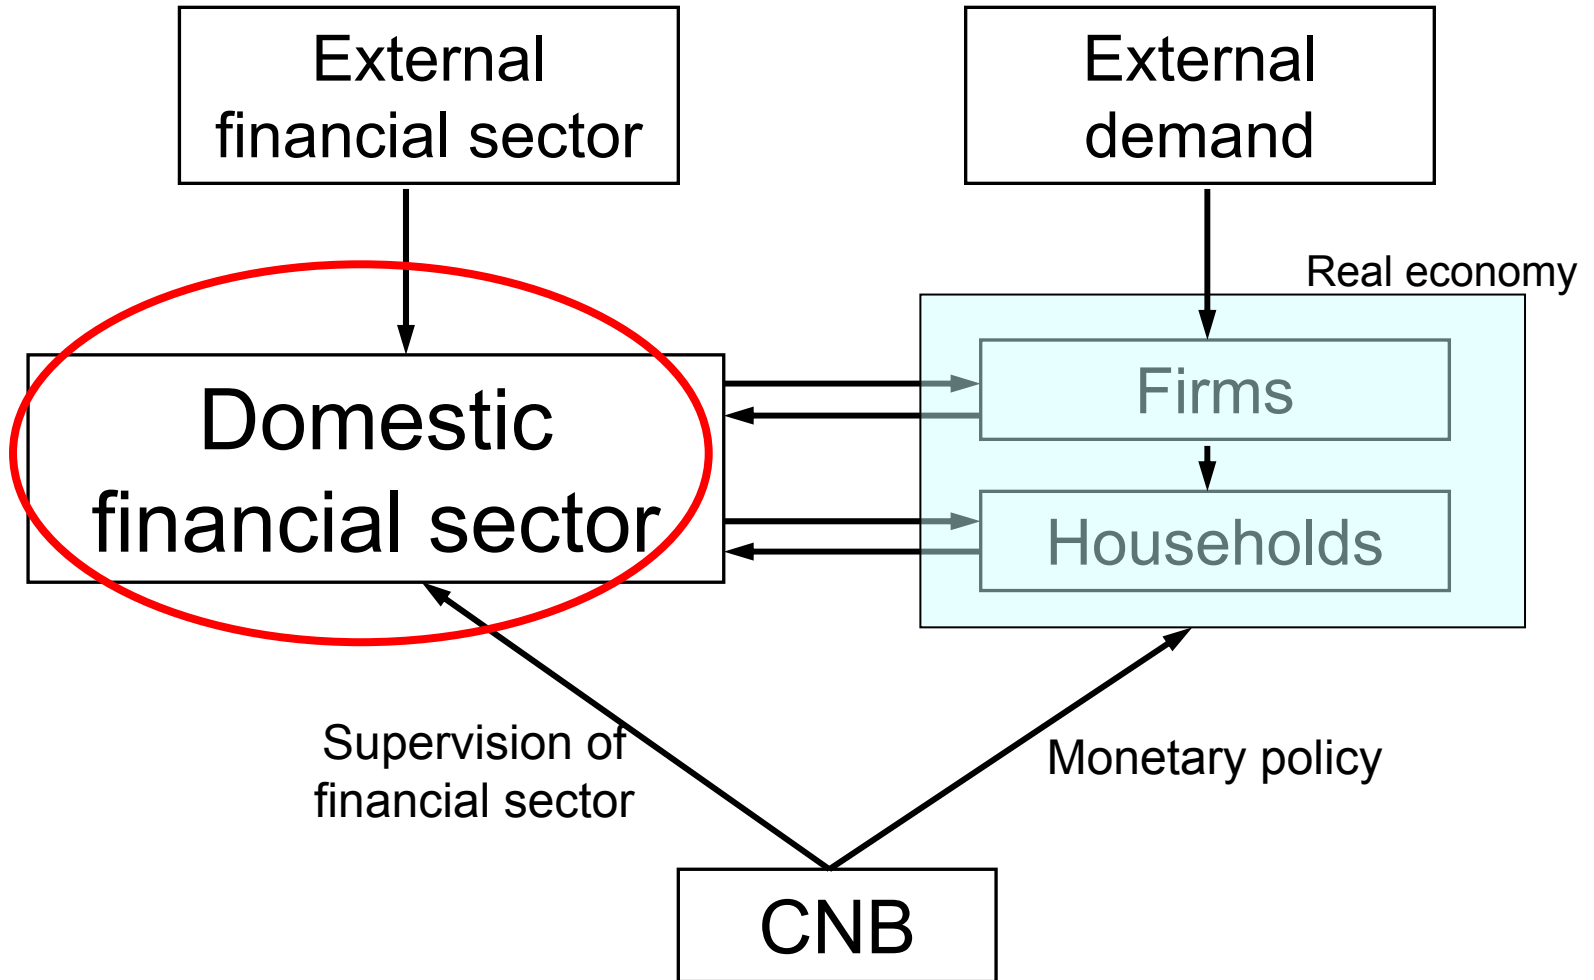 External
financial sector
External
demand
Real economy
Domestic
financial sector
Firms
Households
Supervision of
financial sector
Monetary policy
CNB